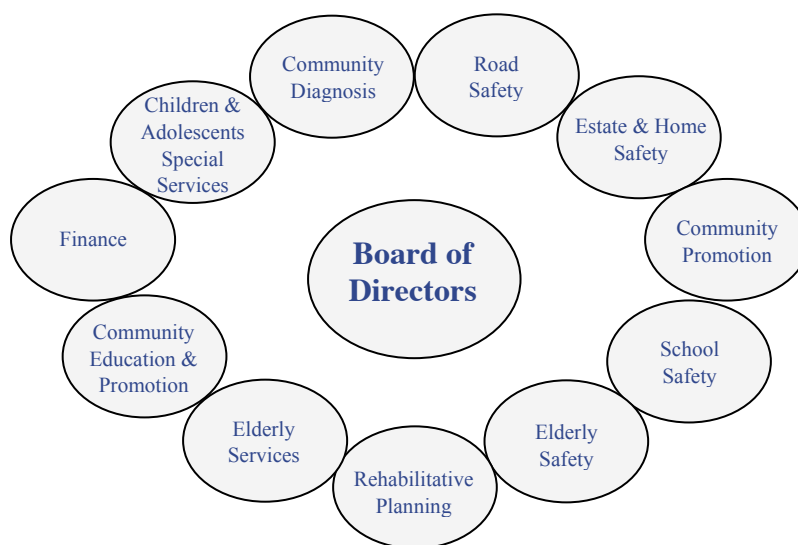 Community
Diagnosis
Road
Safety
Children &
Adolescents
Special
Services
Estate & Home
Safety
Finance
Community
Promotion
Board of
Directors
Community
Education &
Promotion
School
Safety
Elderly
Services
Elderly
Safety
Rehabilitative
Planning